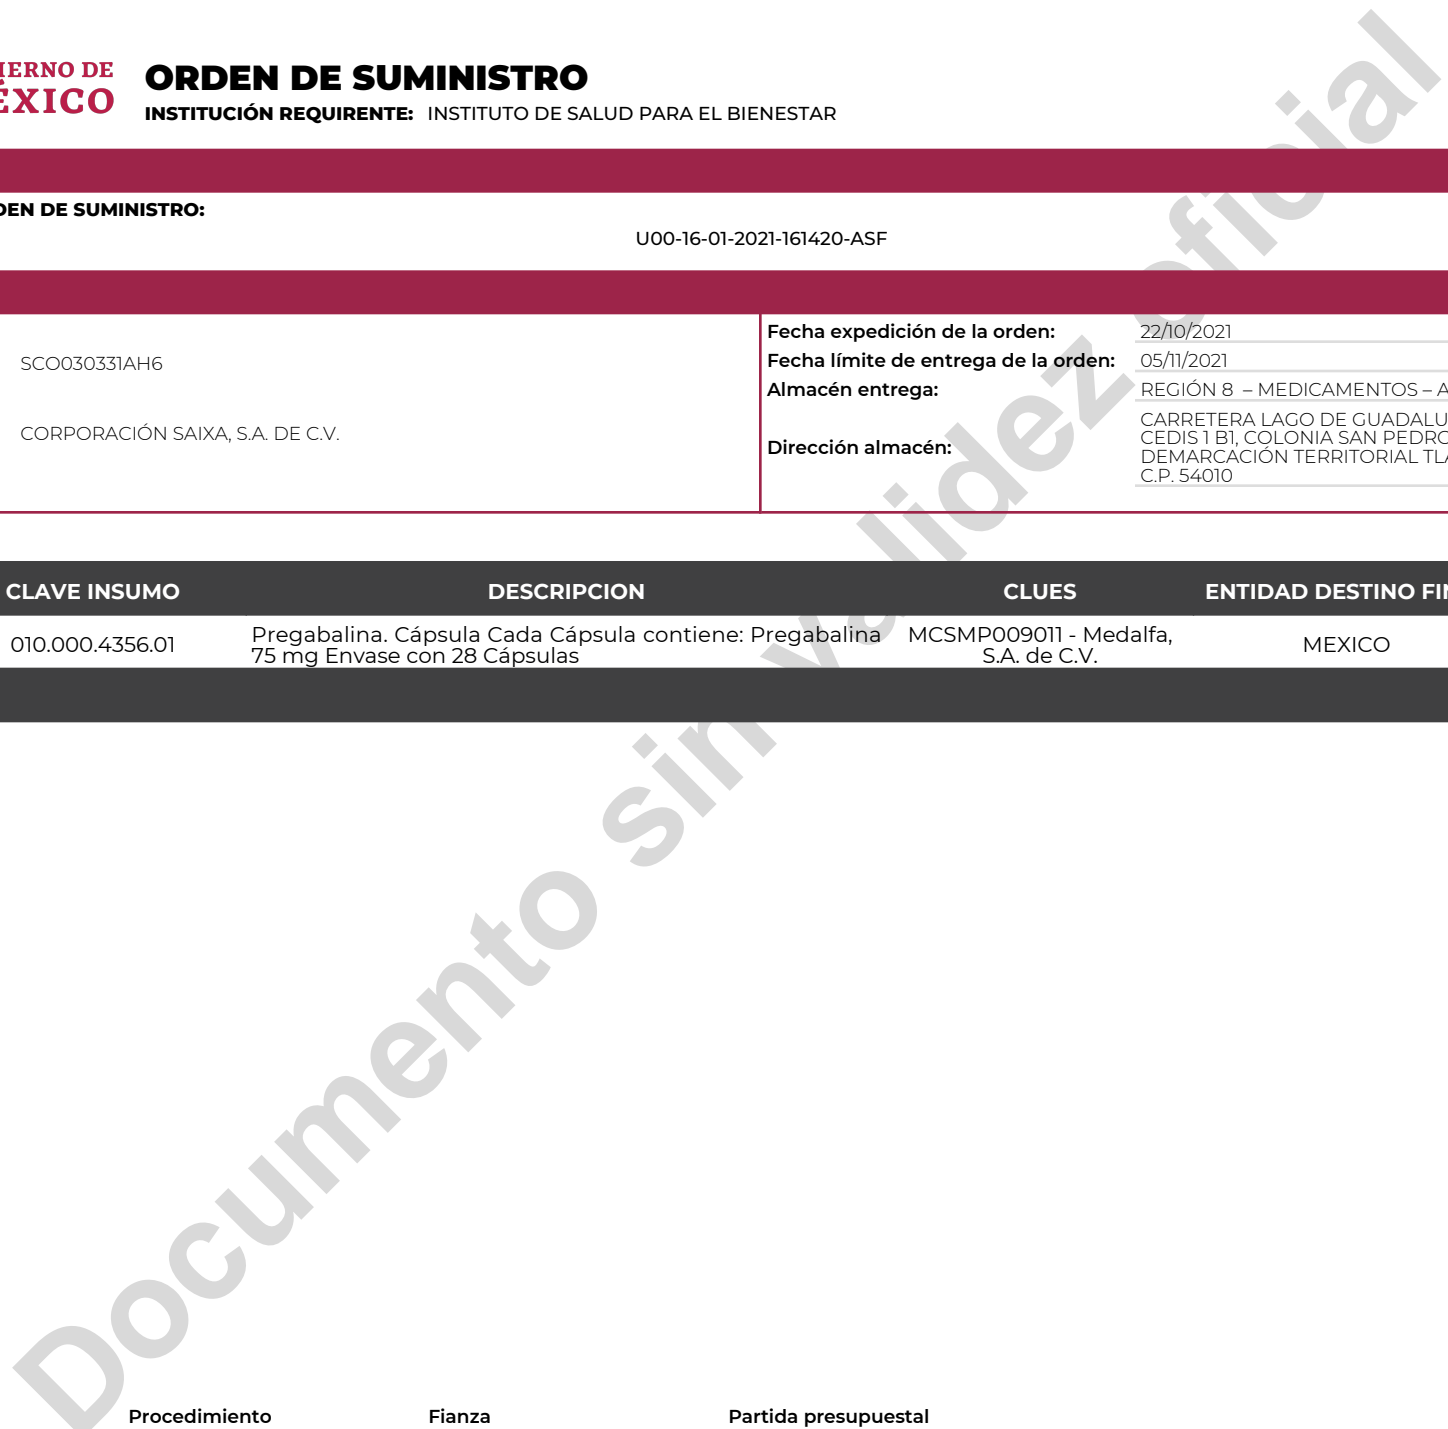 ORDEN DE SUMINISTRO
INSTITUCIÓN REQUIRENTE: INSTITUTO DE SALUD PARA EL BIENESTAR
IERNO DE
ÉXICO
DEN DE SUMINISTRO:
U00-16-01-2021-161420-ASF
SCO030331AH6
CORPORACIÓN SAIXA, S.A. DE C.V.
Fecha expedición de la orden: 22/10/2021
Fecha límite de entrega de la orden: 05/11/2021
Almacén entrega: REGIÓN 8 – MEDICAMENTOS – A
Dirección almacén: CARRETERA LAGO DE GUADALU
CEDIS 1 B1, COLONIA SAN PEDRO
DEMARCACIÓN TERRITORIAL TLA
C.P. 54010
CLAVE INSUMO DESCRIPCION CLUES ENTIDAD DESTINO FIN
010.000.4356.01 Pregabalina. Cápsula Cada Cápsula contiene: Pregabalina MCSMP009011 - Medalfa, MEXICO
75 mg Envase con 28 Cápsulas S.A. de C.V.
Documento sin validez oficial
Procedimiento Fianza Partida presupuestal